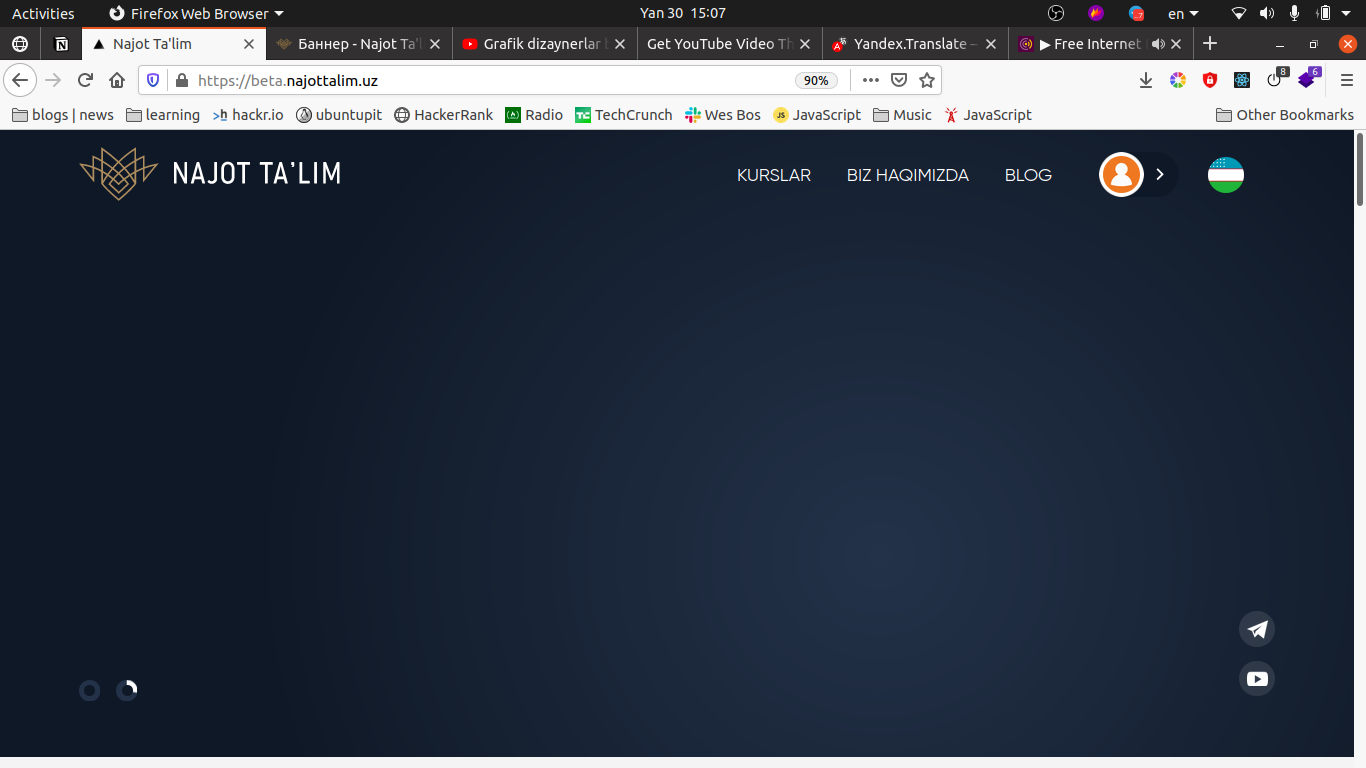 Activities Firefox Web Browser Yan 30 15:07 en
Najot Ta'lim Баннер - Najot Ta'l Grafik dizaynerlar Get YouTube Video Th Yandex.Translate – ▶ Free Internet
https://beta.najottalim.uz 90% 8 6
blogs | news learning >h hackr.io ubuntupit HackerRank Radio TechCrunch Wes Bos JS JavaScript Music JavaScript Other Bookmarks
NAJOT TA'LIM KURSLAR BIZ HAQIMIZDA BLOG